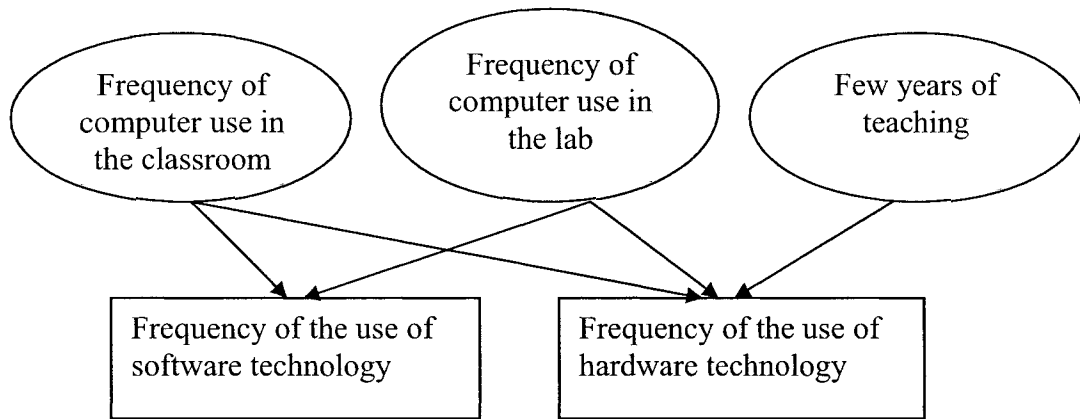 Frequency of
computer use in
the classroom
Frequency of
computer use in
the lab
Few years of
teaching
Frequency of the use of
software technology
Frequency of the use of
hardware technology